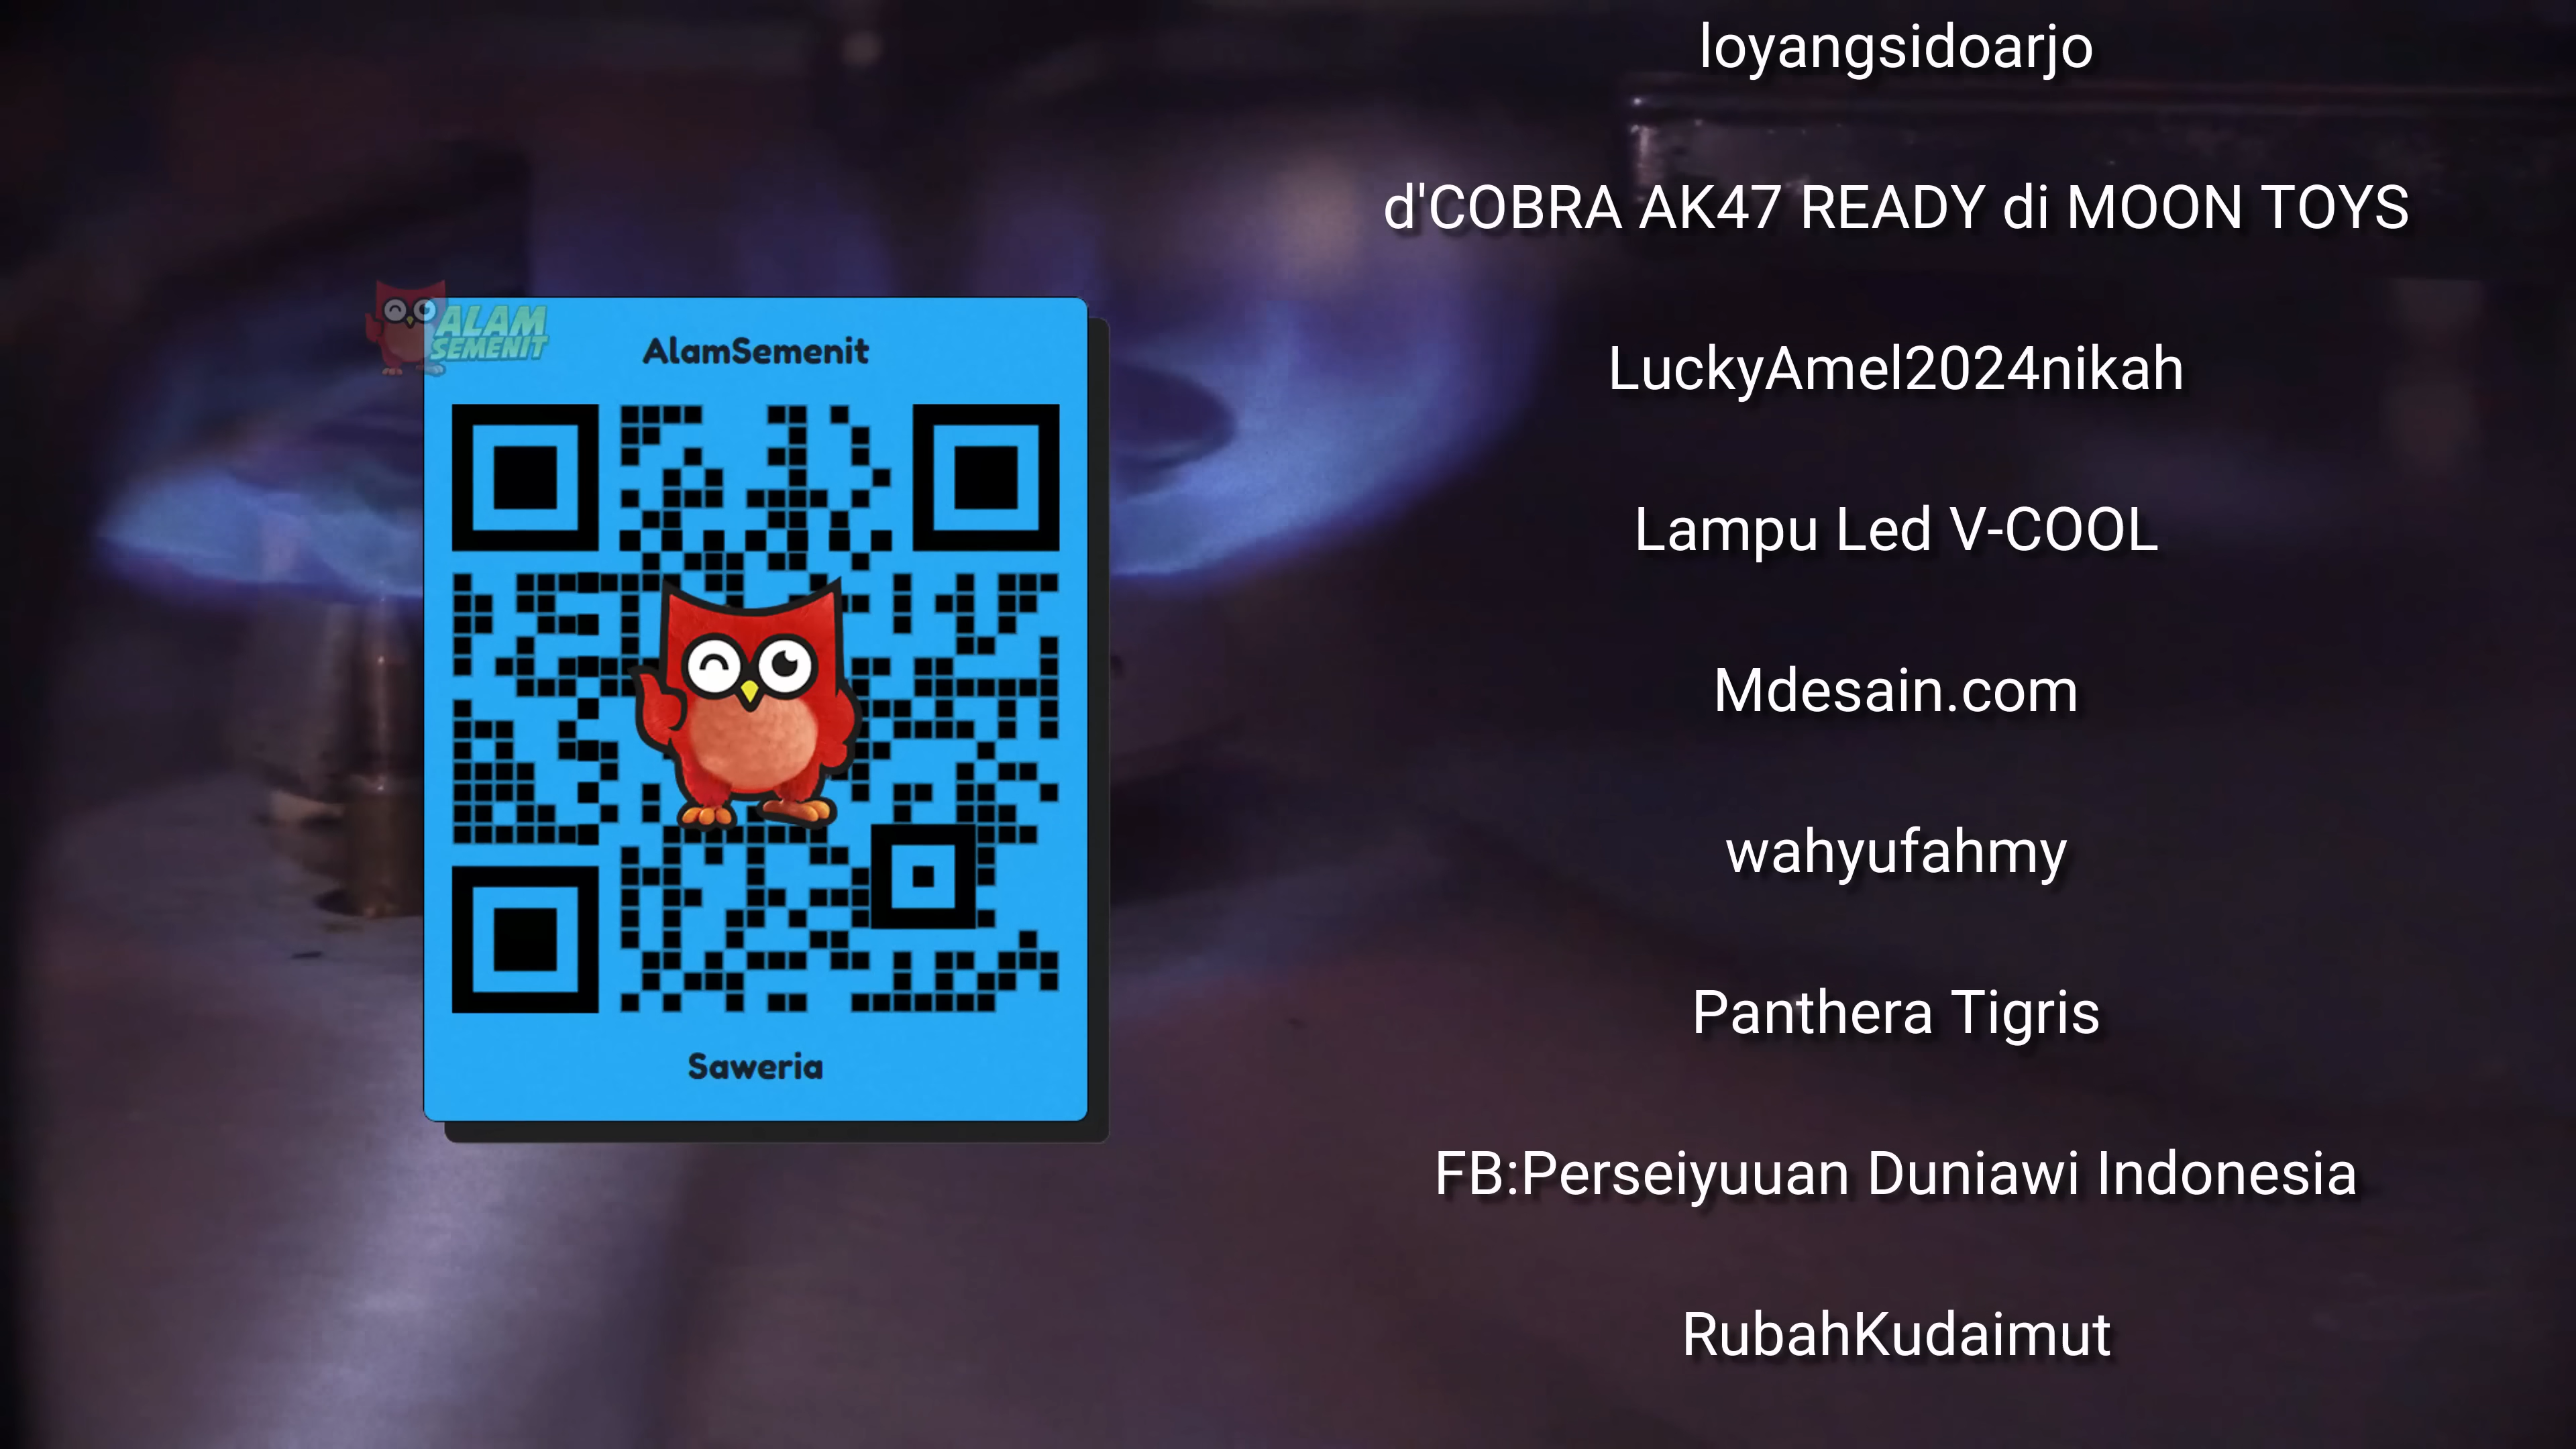 ALAM
SEMENIT
AlamSemenit
Saweria
loyangsidoarjo
d'COBRA AK47 READY di MOON TOYS
LuckyAmel2024nikah
Lampu Led V-COOL
Mdesain.com
wahyufahmy
Panthera Tigris
FB:Perseiyuuan Duniawi Indonesia
RubahKudaimut